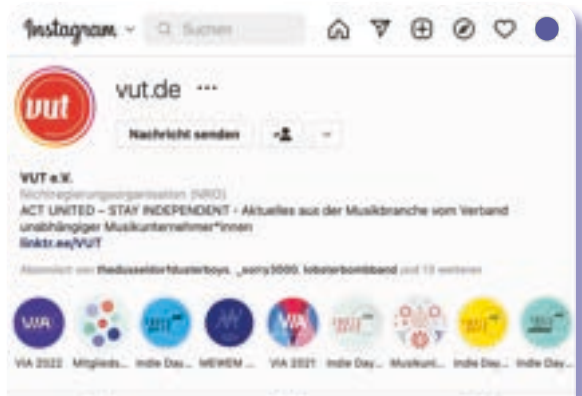 Instagram
Suchen
vut
vut.de ...
Nachricht senden
VUT e.V.
Nichtregierungsorganisation (NRO)
ACT UNITED – STAY INDEPENDENT - Aktuelles aus der Musikbranche vom Verband
unabhängiger Musikunternehmer*innen
linktr.ee/VUT
Abonniert von thedusseldorfdusterboys, _sorry3000, lobsterbombband und 13 weiteren
VIA
VIA 2022 Mitglieds... Indie Day... MEWEM ... VIA 2021 Indie Day... Musikunt... Indie Day... Indie Day...